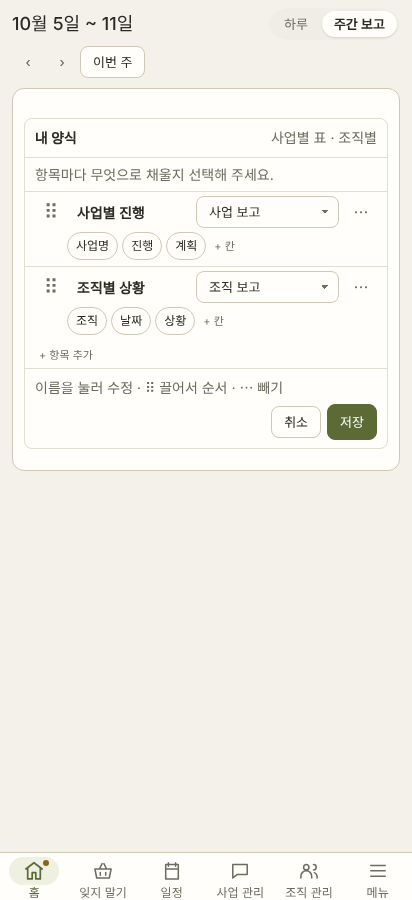 10월 5일 ~ 11일
하루 주간 보고
‹ › 이번 주
내 양식 사업별 표 · 조직별
항목마다 무엇으로 채울지 선택해 주세요.
⠿ 사업별 진행 사업 보고 ⋯
사업명 진행 계획 + 칸
⠿ 조직별 상황 조직 보고 ⋯
조직 날짜 상황 + 칸
+ 항목 추가
이름을 눌러 수정 · ⠿ 끌어서 순서 · ⋯ 빼기
취소 저장
홈 잊지 말기 일정 사업 관리 조직 관리 메뉴